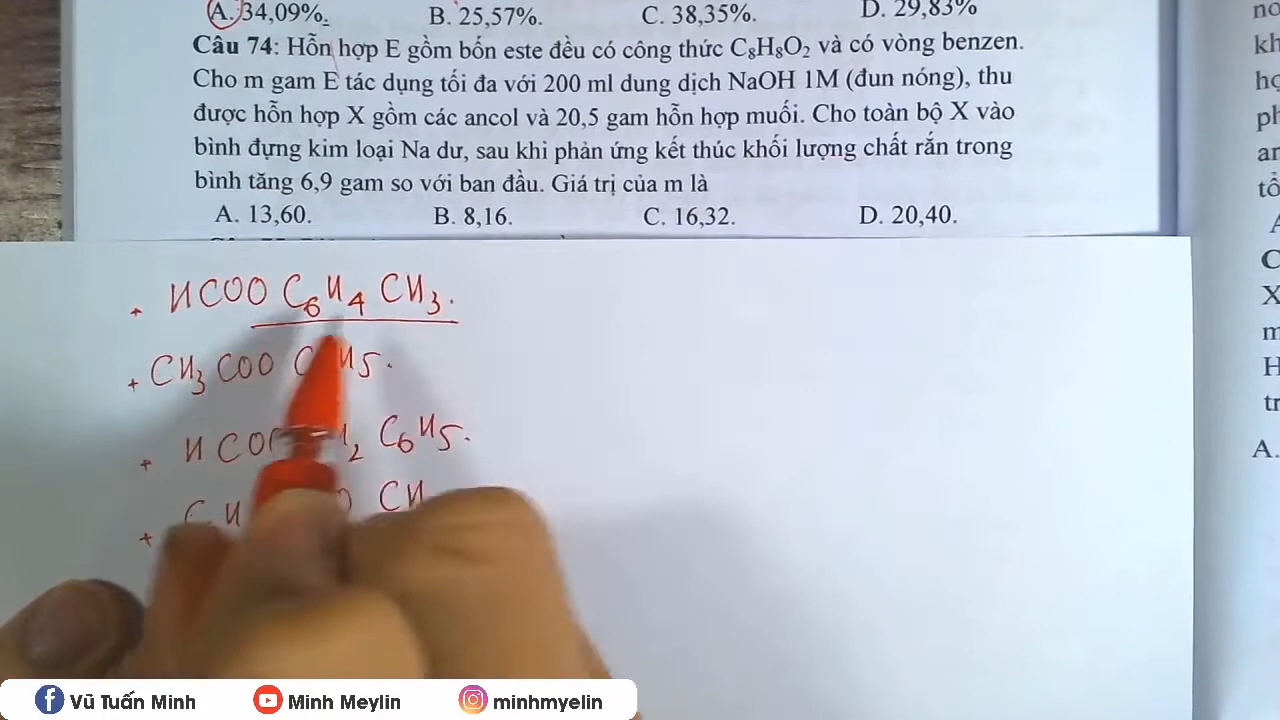 A. 34,09%. B. 25,57%. C. 38,35%. D. 29,83%
Câu 74: Hỗn hợp E gồm bốn este đều có công thức C₈H₈O₂ và có vòng benzen.
Cho m gam E tác dụng tối đa với 200 ml dung dịch NaOH 1M (đun nóng), thu
được hỗn hợp X gồm các ancol và 20,5 gam hỗn hợp muối. Cho toàn bộ X vào
bình đựng kim loại Na dư, sau khi phản ứng kết thúc khối lượng chất rắn trong
bình tăng 6,9 gam so với ban đầu. Giá trị của m là
A. 13,60. B. 8,16. C. 16,32. D. 20,40.
+ HCOO C₆H₄ CH₃.
+ CH₃ COO
+ C₆H₅.
+
A.
Vũ Tuấn Minh
Minh Meylin
minhmyelin